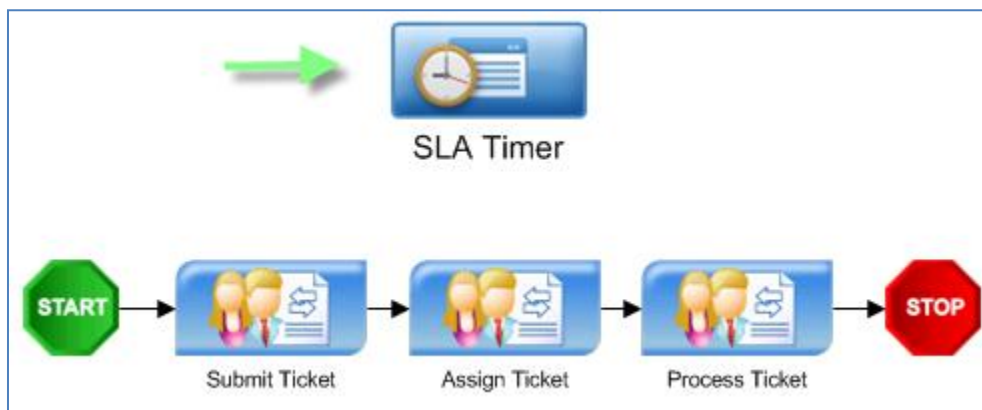 SLA Timer
START
STOP
Submit Ticket
Assign Ticket
Process Ticket